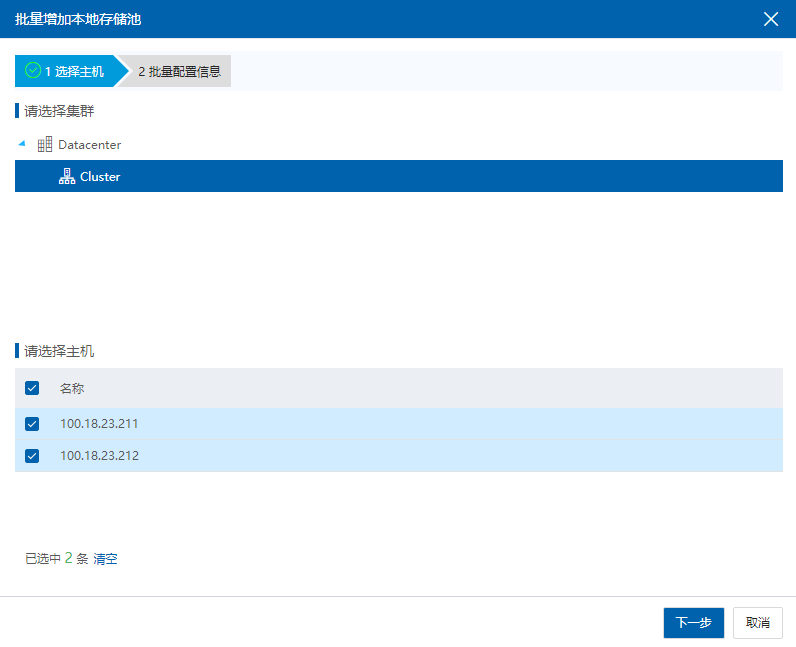 批量增加本地存储池
1 选择主机
2 批量配置信息
请选择集群
Datacenter
Cluster
请选择主机
名称
100.18.23.211
100.18.23.212
已选中 2 条 清空
下一步 取消